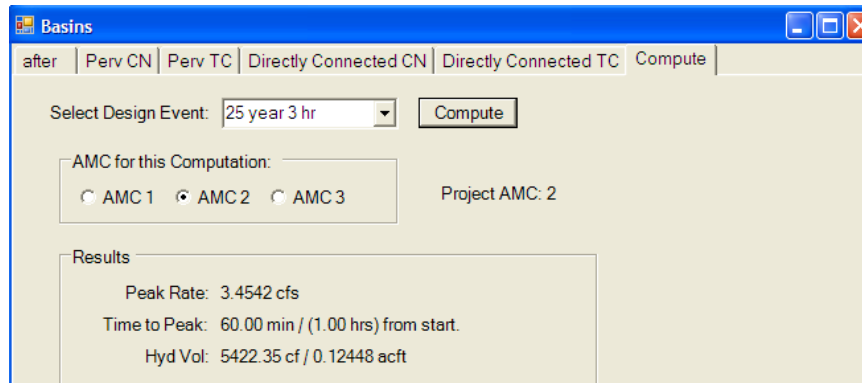 Basins
after Perv CN Perv TC Directly Connected CN Directly Connected TC Compute
Select Design Event: 25 year 3 hr Compute
AMC for this Computation:
AMC 1 AMC 2 AMC 3 Project AMC: 2
Results
Peak Rate: 3.4542 cfs
Time to Peak: 60.00 min / (1.00 hrs) from start.
Hyd Vol: 5422.35 cf / 0.12448 acft